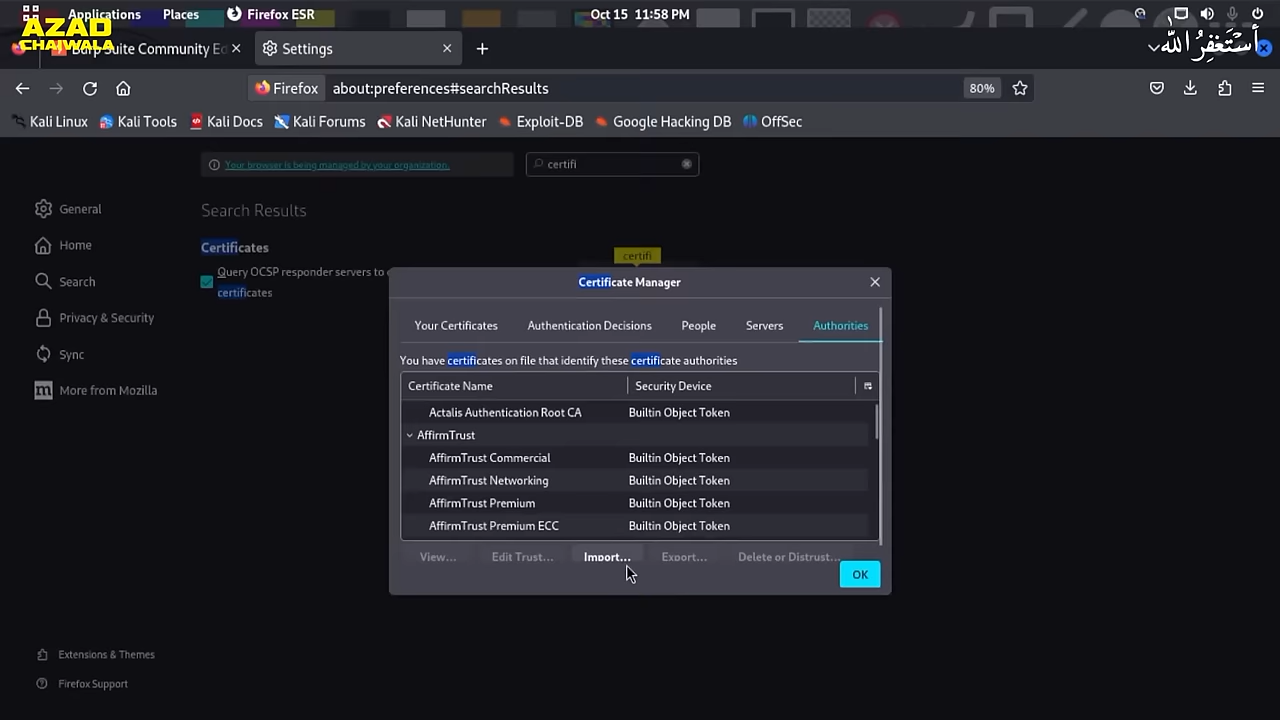 Applications Places Firefox ESR Oct 15 11:58 PM
AZAD
CHAIWALA
أستغفر الله
Burp Suite Community Ed
Settings
Firefox about:preferences#searchResults 80%
Kali Linux Kali Tools Kali Docs Kali Forums Kali NetHunter Exploit-DB Google Hacking DB OffSec
Your browser is being managed by your organization. certifi
General
Home
Search
Privacy & Security
Sync
More from Mozilla
Extensions & Themes
Firefox Support
Search Results
Certificates
Query OCSP responder servers to
certificates
certifi
Certificate Manager
Your Certificates Authentication Decisions People Servers Authorities
You have certificates on file that identify these certificate authorities
Certificate Name Security Device
Actalis Authentication Root CA Builtin Object Token
AffirmTrust
AffirmTrust Commercial Builtin Object Token
AffirmTrust Networking Builtin Object Token
AffirmTrust Premium Builtin Object Token
AffirmTrust Premium ECC Builtin Object Token
View... Edit Trust... Import... Export... Delete or Distrust...
OK